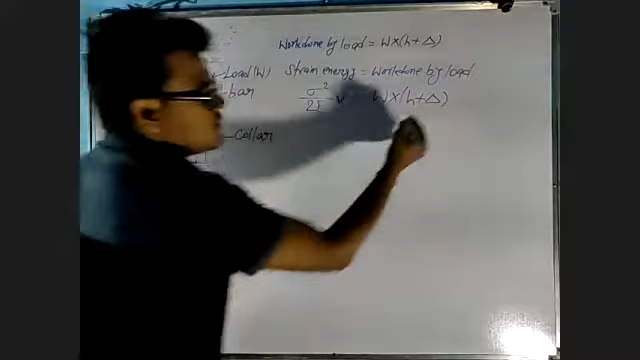 Workdone by load = W×(h+Δ)
Load(W)
Strain energy = Workdone by load
bar
σ²/2E V W×(h+Δ)
Collar